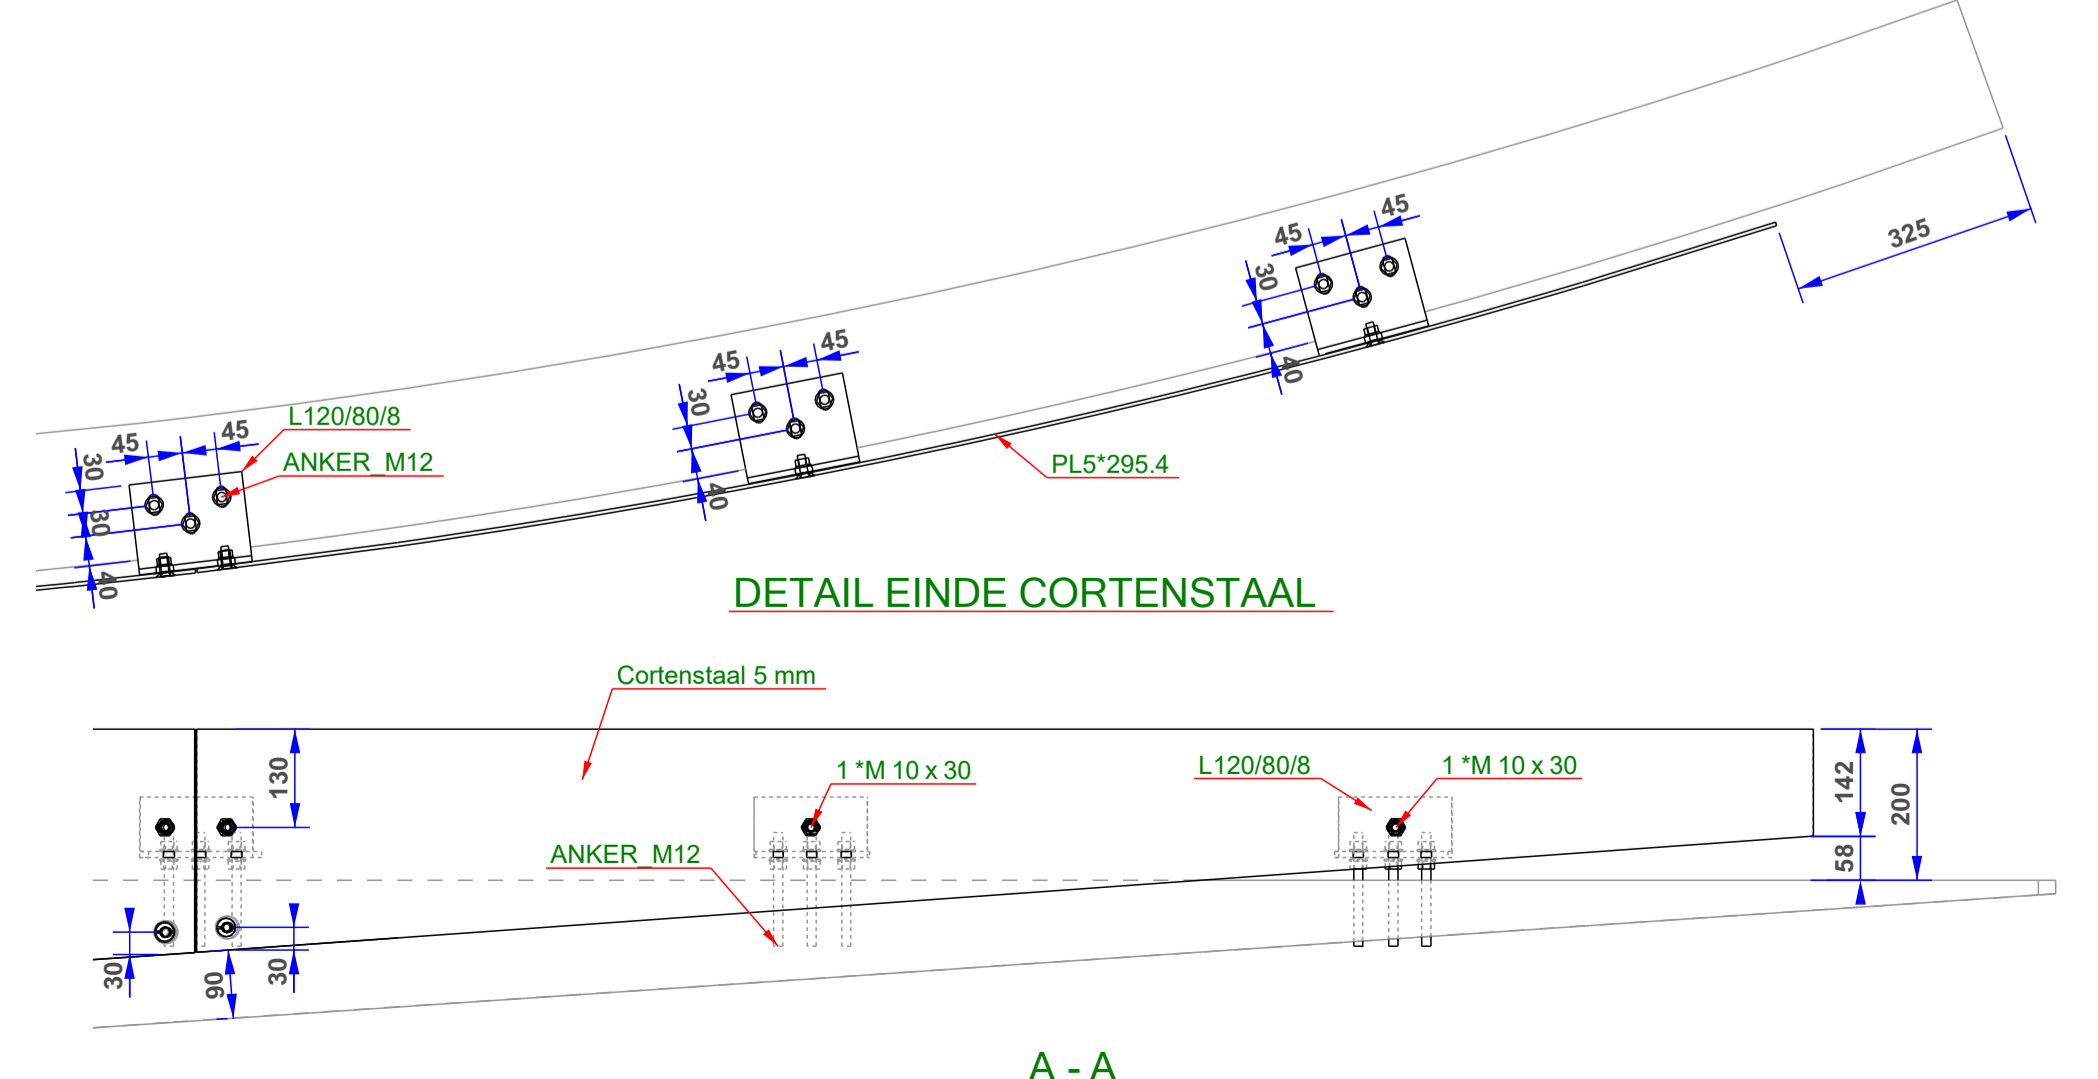 45
45
325
30
40
45
45
30
40
L120/80/8
45
45
ANKER_M12
30
30
40
PL5*295.4
DETAIL EINDE CORTENSTAAL
Cortenstaal 5 mm
130
1 *M 10 x 30
L120/80/8
1 *M 10 x 30
142
200
ANKER_M12
58
30
90
30
A - A